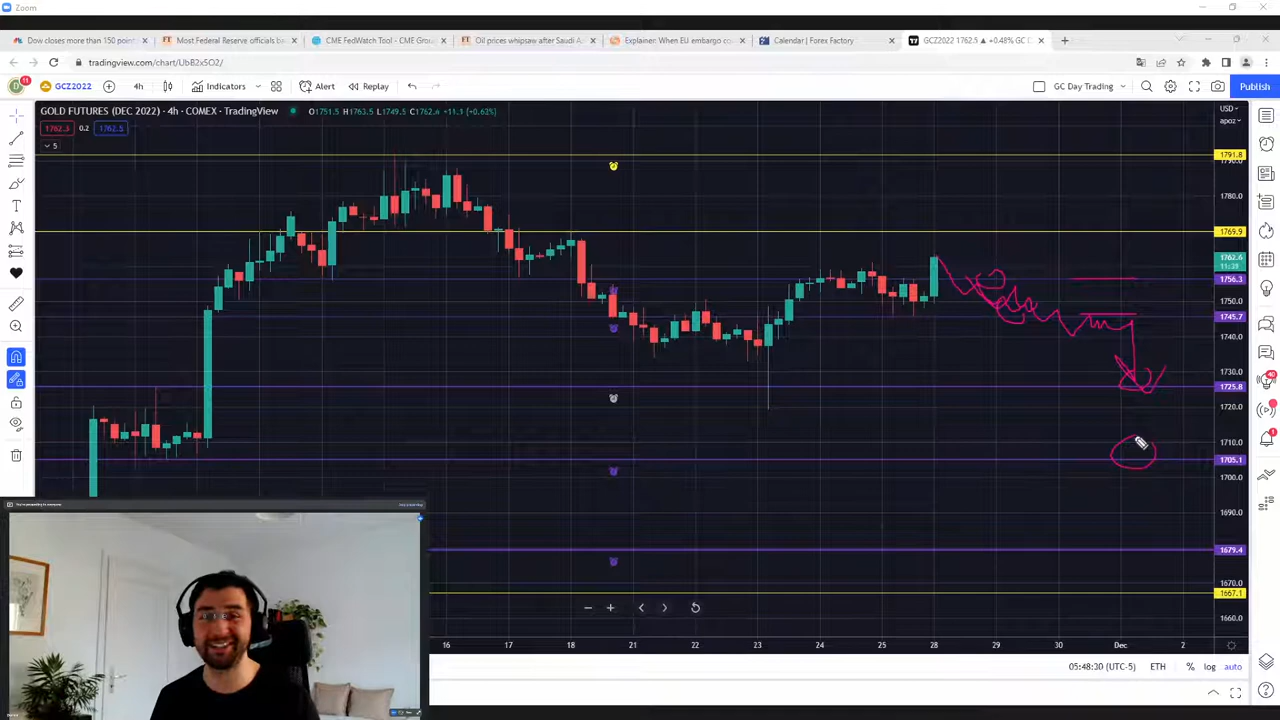 Zoom
Dow closes more than 150 point
Most Federal Reserve officials be
CME FedWatch Tool - CME Grou
Oil prices whipsaw after Saudi A
Explainer: When EU embargo co
Calendar | Forex Factory
GCZ2022 1762.5 ▲ +0.48% GC D
tradingview.com/chart/UbB2x5O2/
D
11
GCZ2022
4h
Indicators
Alert
Replay
GC Day Trading
Publish
GOLD FUTURES (DEC 2022) · 4h · COMEX · TradingView
O1751.5 H1763.5 L1749.5 C1762.6 +11.1 (+0.63%)
USD
apoz
1762.3
0.2
1762.5
5
1791.8
1790.0
1780.0
1769.9
1762.6
11:29
1756.3
1750.0
1745.7
1740.0
1730.0
1725.8
1720.0
1710.0
1705.1
1700.0
1690.0
1679.4
1670.0
1667.1
1660.0
40
1
16
17
18
21
22
23
24
25
28
29
30
Dec
2
05:48:30 (UTC-5)
ETH
%
log
auto